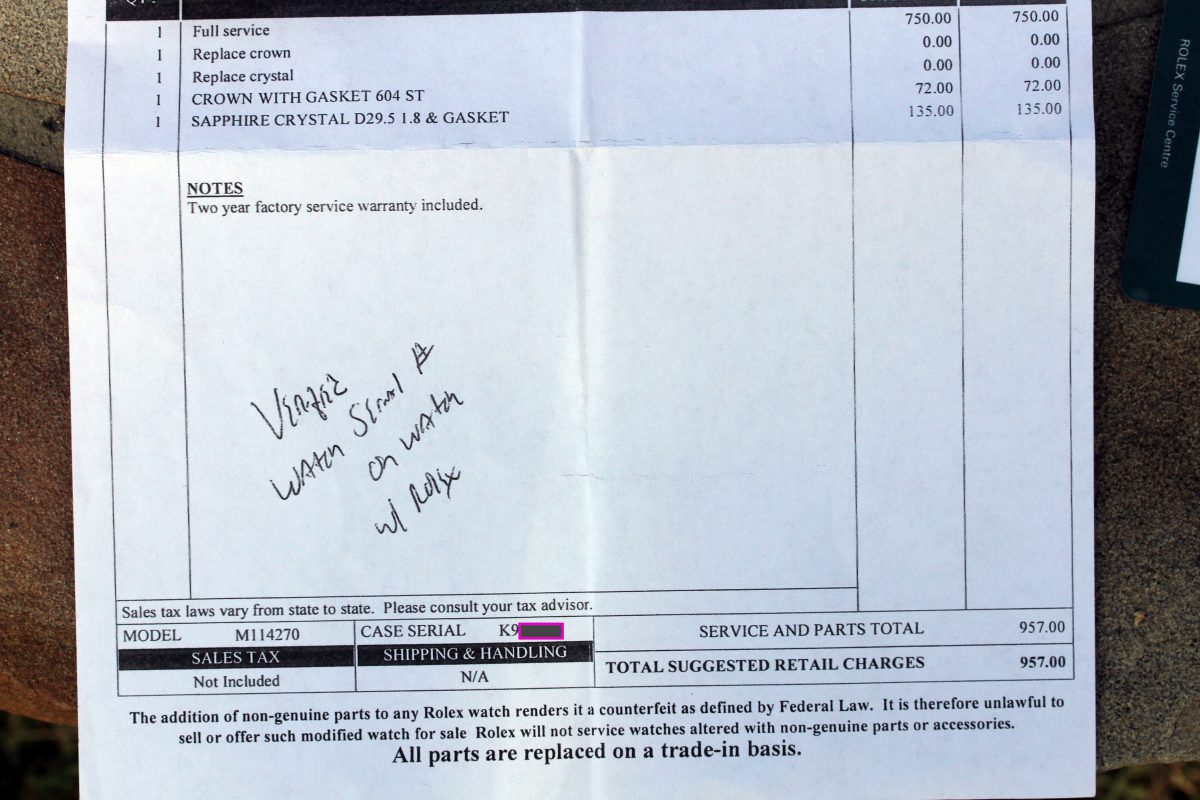 1 Full service 750.00 750.00
1 Replace crown 0.00 0.00
1 Replace crystal 0.00 0.00
1 CROWN WITH GASKET 604 ST 72.00 72.00
1 SAPPHIRE CRYSTAL D29.5 1.8 & GASKET 135.00 135.00
NOTES
Two year factory service warranty included.
Verified
WATCH Serial #
on WATCH
w/ Rolex
Sales tax laws vary from state to state. Please consult your tax advisor.
MODEL M114270 CASE SERIAL K9 SERVICE AND PARTS TOTAL 957.00
SALES TAX SHIPPING & HANDLING TOTAL SUGGESTED RETAIL CHARGES 957.00
Not Included N/A
The addition of non-genuine parts to any Rolex watch renders it a counterfeit as defined by Federal Law. It is therefore unlawful to
sell or offer such modified watch for sale Rolex will not service watches altered with non-genuine parts or accessories.
All parts are replaced on a trade-in basis.
ROLEX Service Centre